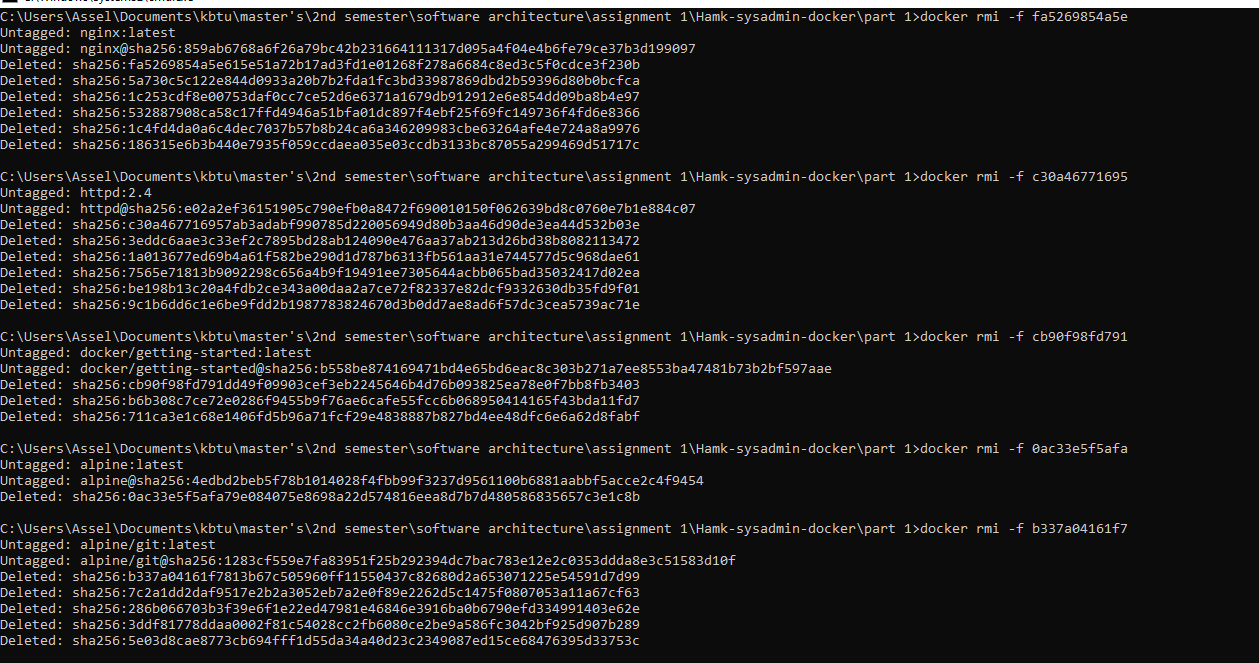 C:\Users\Assel\Documents\kbtu\master's\2nd semester\software architecture\assignment 1\Hamk-sysadmin-docker\part 1>docker rmi -f fa5269854a5e
Untagged: nginx:latest
Untagged: nginx@sha256:859ab6768a6f26a79bc42b231664111317d095a4f04e4b6fe79ce37b3d199097
Deleted: sha256:fa5269854a5e615e51a72b17ad3fd1e01268f278a6684c8ed3c5f0cdce3f230b
Deleted: sha256:5a730c5c122e844d0933a20b7b2fda1fc3bd33987869dbd2b59396d80b0bcfca
Deleted: sha256:1c253cdf8e00753daf0cc7ce52d6e6371a1679db912912e6e854dd09ba8b4e97
Deleted: sha256:532887908ca58c17ffd4946a51bfa01dc897f4ebf25f69fc149736f4fd6e8366
Deleted: sha256:1c4fd4da0a6c4dec7037b57b8b24ca6a346209983cbe63264afe4e724a8a9976
Deleted: sha256:186315e6b3b440e7935f059ccdaea035e03ccdb3133bc87055a299469d51717c
C:\Users\Assel\Documents\kbtu\master's\2nd semester\software architecture\assignment 1\Hamk-sysadmin-docker\part 1>docker rmi -f c30a46771695
Untagged: httpd:2.4
Untagged: httpd@sha256:e02a2ef36151905c790efb0a8472f690010150f062639bd8c0760e7b1e884c07
Deleted: sha256:c30a467716957ab3adabf990785d220056949d80b3aa46d90de3ea44d532b03e
Deleted: sha256:3eddc6aae3c33ef2c7895bd28ab124090e476aa37ab213d26bd38b8082113472
Deleted: sha256:1a013677ed69b4a61f582be290d1d787b6313fb561aa31e744577d5c968dae61
Deleted: sha256:7565e71813b9092298c656a4b9f19491ee7305644acbb065bad35032417d02ea
Deleted: sha256:be198b13c20a4fdb2ce343a00daa2a7ce72f82337e82dcf9332630db35fd9f01
Deleted: sha256:9c1b6dd6c1e6be9fdd2b1987783824670d3b0dd7ae8ad6f57dc3cea5739ac71e
C:\Users\Assel\Documents\kbtu\master's\2nd semester\software architecture\assignment 1\Hamk-sysadmin-docker\part 1>docker rmi -f cb90f98fd791
Untagged: docker/getting-started:latest
Untagged: docker/getting-started@sha256:b558be874169471bd4e65bd6eac8c303b271a7ee8553ba47481b73b2bf597aae
Deleted: sha256:cb90f98fd791dd49f09903cef3eb2245646b4d76b093825ea78e0f7bb8fb3403
Deleted: sha256:b6b308c7ce72e0286f9455b9f76ae6cafe55fcc6b068950414165f43bda11fd7
Deleted: sha256:711ca3e1c68e1406fd5b96a71fcf29e4838887b827bd4ee48dfc6e6a62d8fabf
C:\Users\Assel\Documents\kbtu\master's\2nd semester\software architecture\assignment 1\Hamk-sysadmin-docker\part 1>docker rmi -f 0ac33e5f5afa
Untagged: alpine:latest
Untagged: alpine@sha256:4edbd2beb5f78b1014028f4fbb99f3237d9561100b6881aabbf5acce2c4f9454
Deleted: sha256:0ac33e5f5afa79e084075e8698a22d574816eea8d7b7d480586835657c3e1c8b
C:\Users\Assel\Documents\kbtu\master's\2nd semester\software architecture\assignment 1\Hamk-sysadmin-docker\part 1>docker rmi -f b337a04161f7
Untagged: alpine/git:latest
Untagged: alpine/git@sha256:1283cf559e7fa83951f25b292394dc7bac783e12e2c0353ddda8e3c51583d10f
Deleted: sha256:b337a04161f7813b67c505960ff11550437c82680d2a653071225e54591d7d99
Deleted: sha256:7c2a1dd2daf9517e2b2a3052eb7a2e0f89e2262d5c1475f0807053a11a67cf63
Deleted: sha256:286b066703b3f39e6f1e22ed47981e46846e3916ba0b6790efd334991403e62e
Deleted: sha256:3ddf81778ddaa0002f81c54028cc2fb6080ce2be9a586fc3042bf925d907b289
Deleted: sha256:5e03d8cae8773cb694fff1d55da34a40d23c2349087ed15ce68476395d33753c